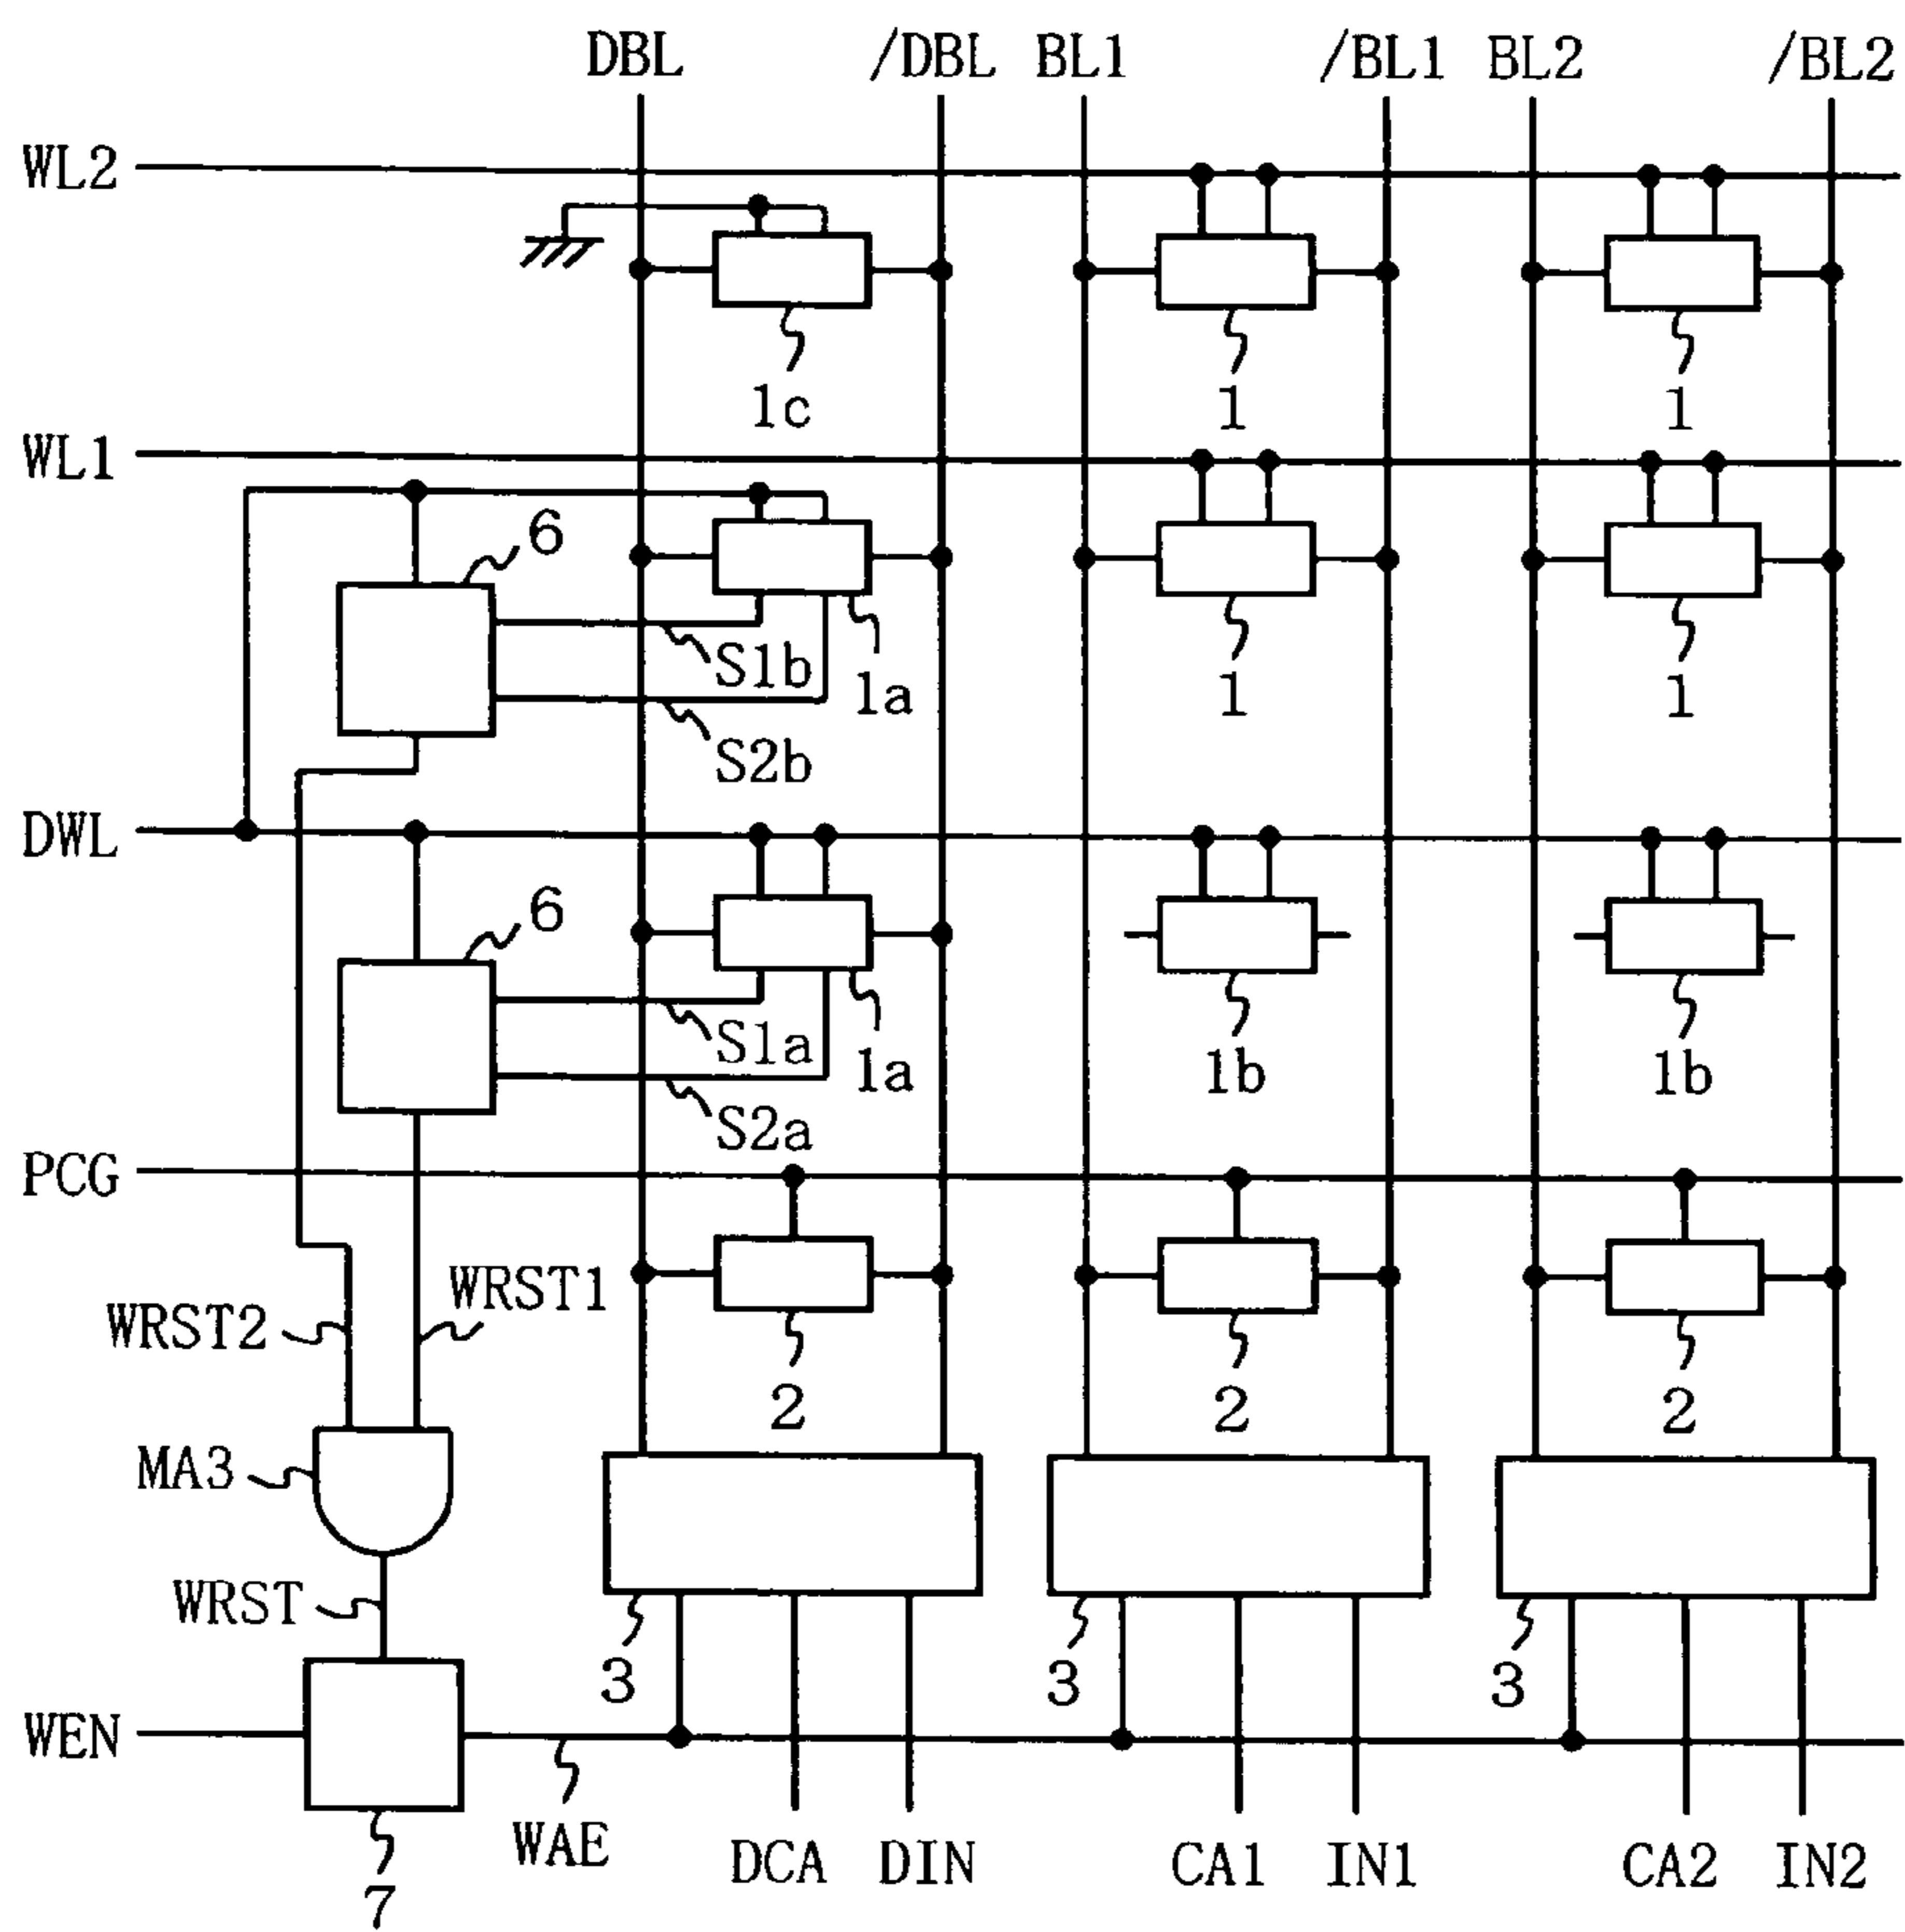 DBL /DBL BL1 /BL1 BL2 /BL2
WL2
1c 1 1
WL1
6
S1b 1a 1 1
S2b
DWL
6
S1a 1a 1b 1b
S2a
PCG
WRST2 WRST1
2 2 2
MA3
WRST
3 3 3
WEN
WAE DCA DIN CA1 IN1 CA2 IN2
7